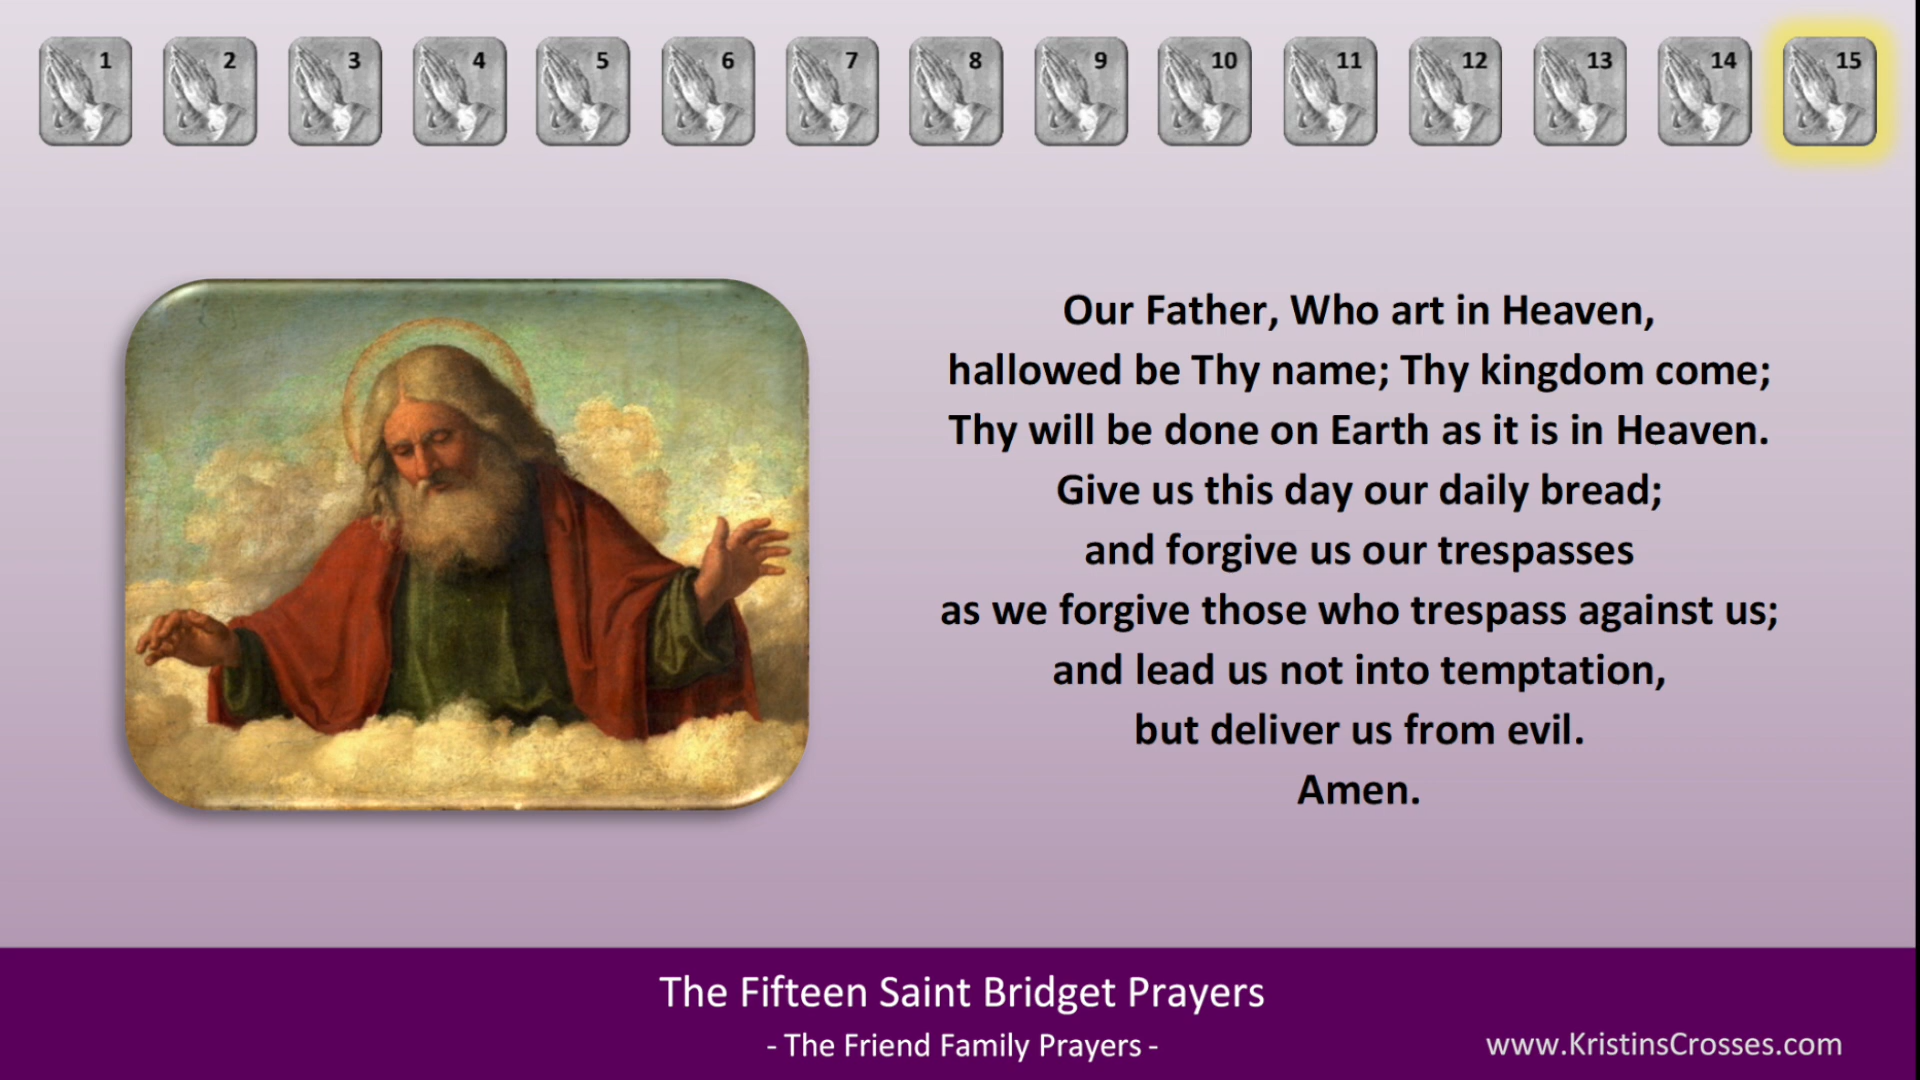 1 2 3 4 5 6 7 8 9 10 11 12 13 14 15
Our Father, Who art in Heaven,
hallowed be Thy name; Thy kingdom come;
Thy will be done on Earth as it is in Heaven.
Give us this day our daily bread;
and forgive us our trespasses
as we forgive those who trespass against us;
and lead us not into temptation,
but deliver us from evil.
Amen.
The Fifteen Saint Bridget Prayers
- The Friend Family Prayers -
www.KristinsCrosses.com